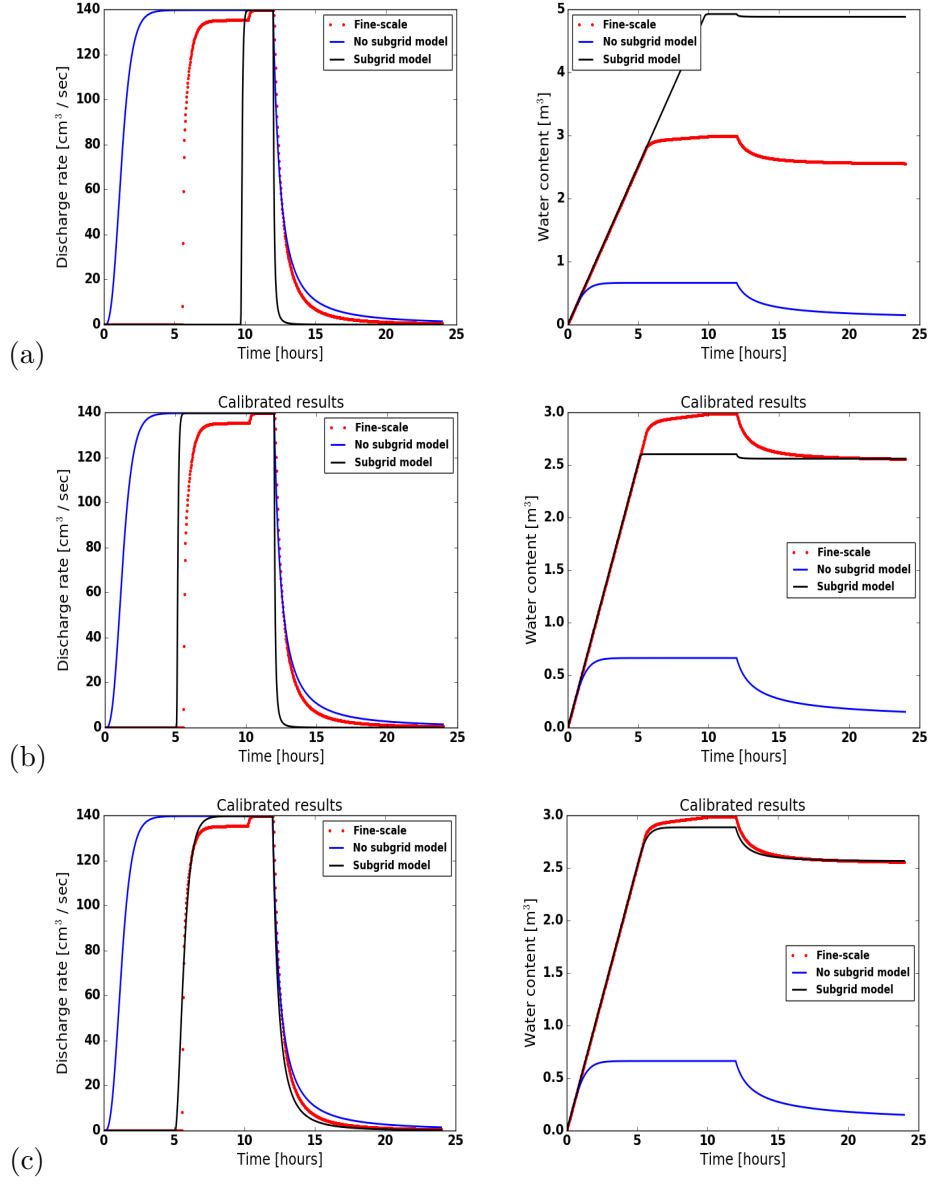 140
120
100
80
60
40
20
0
Discharge rate [cm³ / sec]
Fine-scale
No subgrid model
Subgrid model
0 5 10 15 20 25
Time [hours]
5
4
3
2
1
0
Water content [m³]
Fine-scale
No subgrid model
Subgrid model
0 5 10 15 20 25
Time [hours]
(a)
Calibrated results
140
120
100
80
60
40
20
0
Discharge rate [cm³ / sec]
Fine-scale
No subgrid model
Subgrid model
0 5 10 15 20 25
Time [hours]
Calibrated results
3.0
2.5
2.0
1.5
1.0
0.5
0.0
Water content [m³]
Fine-scale
No subgrid model
Subgrid model
0 5 10 15 20 25
Time [hours]
(b)
Calibrated results
140
120
100
80
60
40
20
0
Discharge rate [cm³ / sec]
Fine-scale
No subgrid model
Subgrid model
0 5 10 15 20 25
Time [hours]
Calibrated results
3.0
2.5
2.0
1.5
1.0
0.5
0.0
Water content [m³]
Fine-scale
No subgrid model
Subgrid model
0 5 10 15 20 25
Time [hours]
(c)